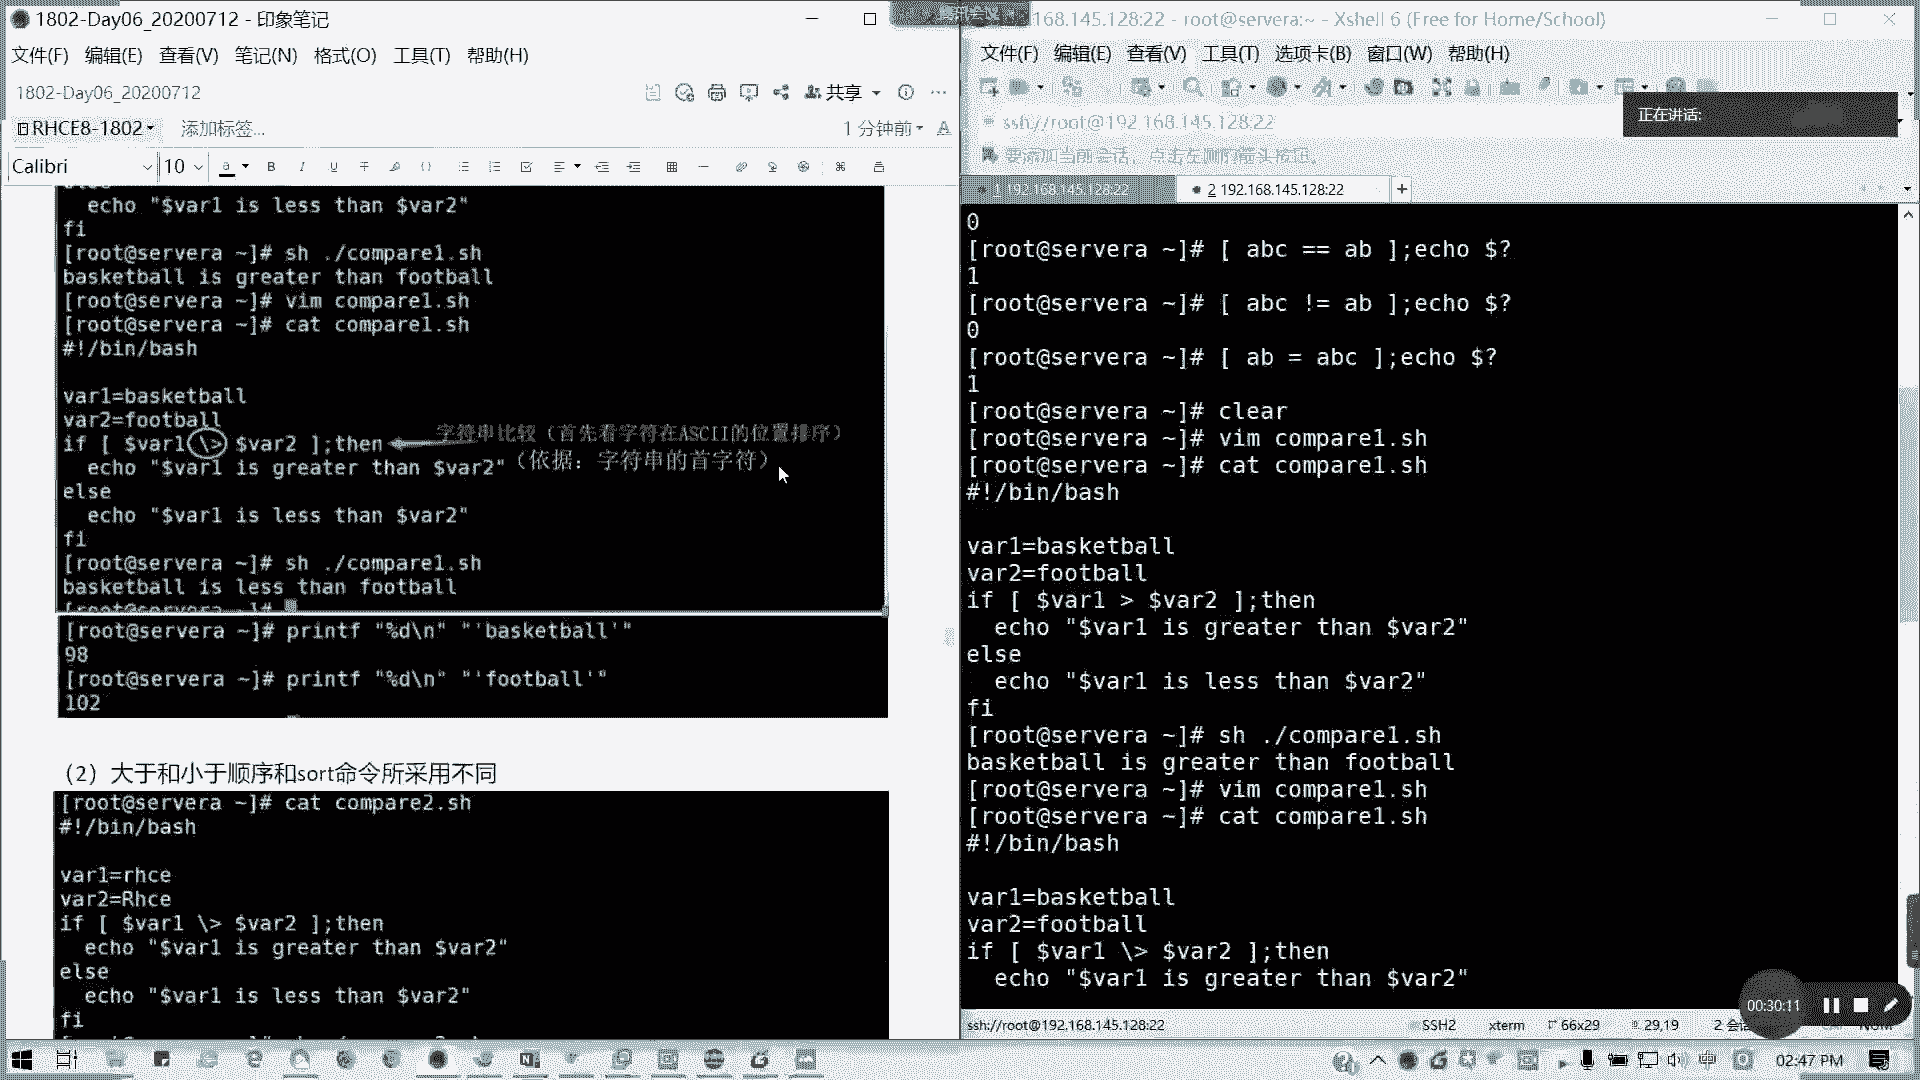 1802-Day06_20200712 - 印象笔记
文件(F) 编辑(E) 查看(V) 笔记(N) 格式(O) 工具(T) 帮助(H)
1802-Day06_20200712
共享
RHCE8-1802
添加标签...
1 分钟前
Calibri
10
echo "$var1 is less than $var2"
fi
[root@servera ~]# sh ./compare1.sh
basketball is greater than football
[root@servera ~]# vim compare1.sh
[root@servera ~]# cat compare1.sh
#!/bin/bash
var1=basketball
var2=football
if [ $var1 \> $var2 ];then
字符串比较（首先看字符在ASCII的位置排序）
echo "$var1 is greater than $var2"
（依据：字符串的首字符）
else
echo "$var1 is less than $var2"
fi
[root@servera ~]# sh ./compare1.sh
basketball is less than football
[root@servera ~]#
[root@servera ~]# printf "%d\n" "'basketball'"
98
[root@servera ~]# printf "%d\n" "'football'"
102
（2）大于和小于顺序和sort命令所采用不同
[root@servera ~]# cat compare2.sh
#!/bin/bash
var1=rhce
var2=Rhce
if [ $var1 \> $var2 ];then
echo "$var1 is greater than $var2"
else
echo "$var1 is less than $var2"
fi
168.145.128:22 - root@servera:~ - Xshell 6 (Free for Home/School)
文件(F) 编辑(E) 查看(V) 工具(T) 选项卡(B) 窗口(W) 帮助(H)
正在讲话:
ssh://root@192.168.145.128:22
要添加当前会话，点击左侧的箭头按钮。
1 192.168.145.128:22
2 192.168.145.128:22
0
[root@servera ~]# [ abc == ab ];echo $?
1
[root@servera ~]# [ abc != ab ];echo $?
0
[root@servera ~]# [ ab = abc ];echo $?
1
[root@servera ~]# clear
[root@servera ~]# vim compare1.sh
[root@servera ~]# cat compare1.sh
#!/bin/bash
var1=basketball
var2=football
if [ $var1 > $var2 ];then
echo "$var1 is greater than $var2"
else
echo "$var1 is less than $var2"
fi
[root@servera ~]# sh ./compare1.sh
basketball is greater than football
[root@servera ~]# vim compare1.sh
[root@servera ~]# cat compare1.sh
#!/bin/bash
var1=basketball
var2=football
if [ $var1 \> $var2 ];then
echo "$var1 is greater than $var2"
00:30:11
ssh://root@192.168.145.128:22
SSH2
xterm
66x29
29,19
NUM
中
02:47 PM